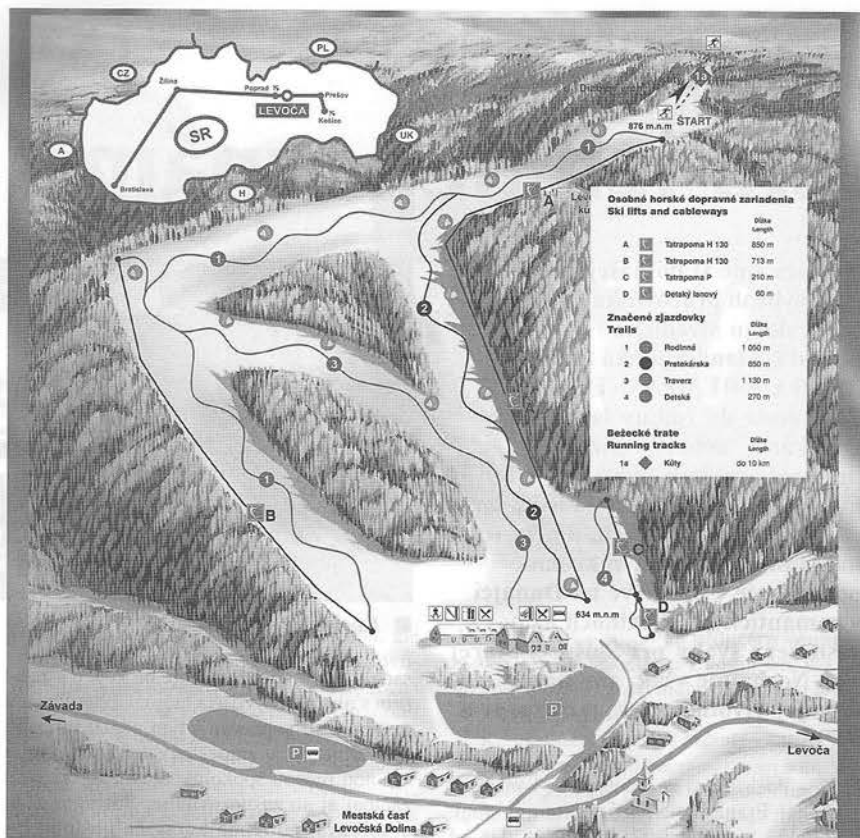 PL
CZ
Žilina
Poprad
Prešov
LEVOČA
Košice
SR
A
UK
Bratislava
H
1b
ŠTART
876 m.n.m
1
4
A
Osobné horské dopravné zariadenia
Ski lifts and cableways
Dĺžka
Length
A Tatrapoma H 130 850 m
B Tatrapoma H 130 713 m
C Tatrapoma P 210 m
D Detský lanový 60 m
Značené zjazdovky
Trails
Dĺžka
Length
1 Rodinná 1 050 m
2 Pretekárska 850 m
3 Traverz 1 130 m
4 Detská 270 m
Bežecké trate
Running tracks
Dĺžka
Length
1a Kúty do 10 km
1
2
3
1
B
2
3
4
C
D
634 m.n.m
Závada
P
P
Levoča
Mestská časť
Levočská Dolina